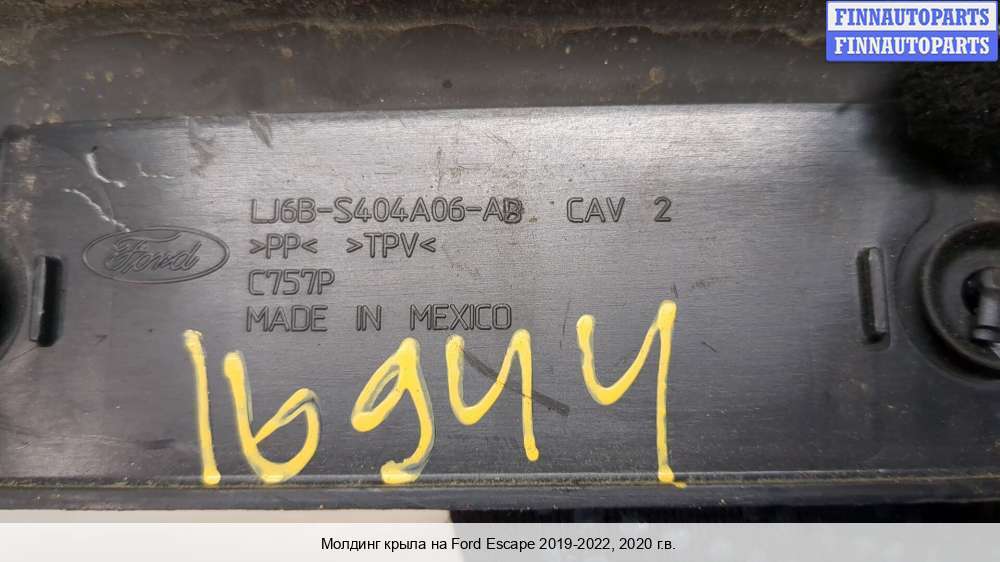 FINNAUTOPARTS
FINNAUTOPARTS
LJ6B-S404A06-AB CAV 2
Ford
>PP< >TPV<
C757P
MADE IN MEXICO
16944
Молдинг крыла на Ford Escape 2019-2022, 2020 г.в.